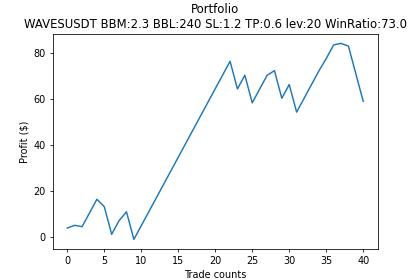 Portfolio
WAVESUSDT BBM:2.3 BBL:240 SL:1.2 TP:0.6 lev:20 WinRatio:73.0
80
60
40
20
0
Profit ($)
0 5 10 15 20 25 30 35 40
Trade counts